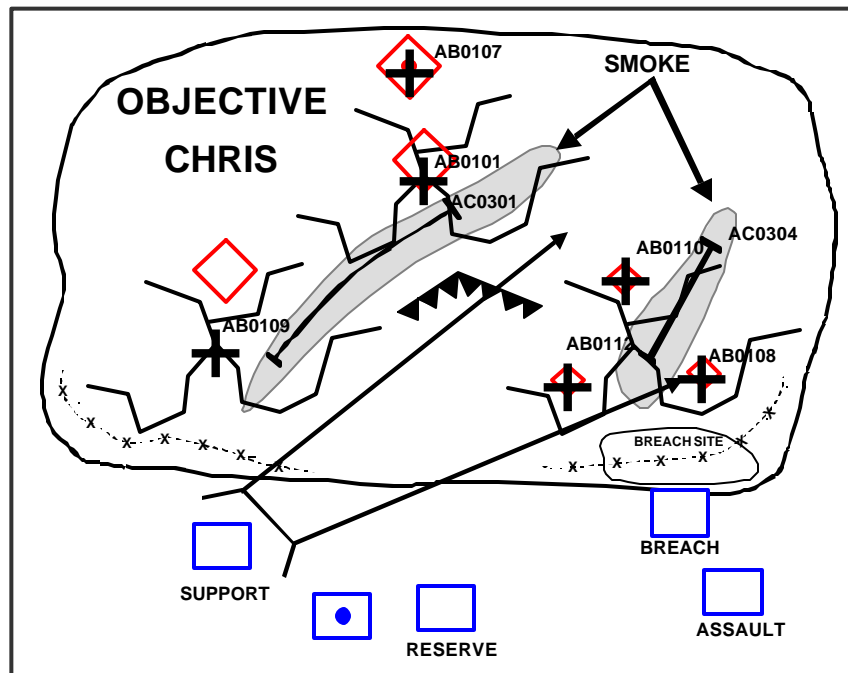 AB0107
SMOKE
OBJECTIVE
CHRIS
AB0101
AC0301
AC0304
AB0110
AB0109
AB0112
AB0108
X X X X X X
BREACH SITE
X X X X X X
BREACH
SUPPORT
ASSAULT
RESERVE